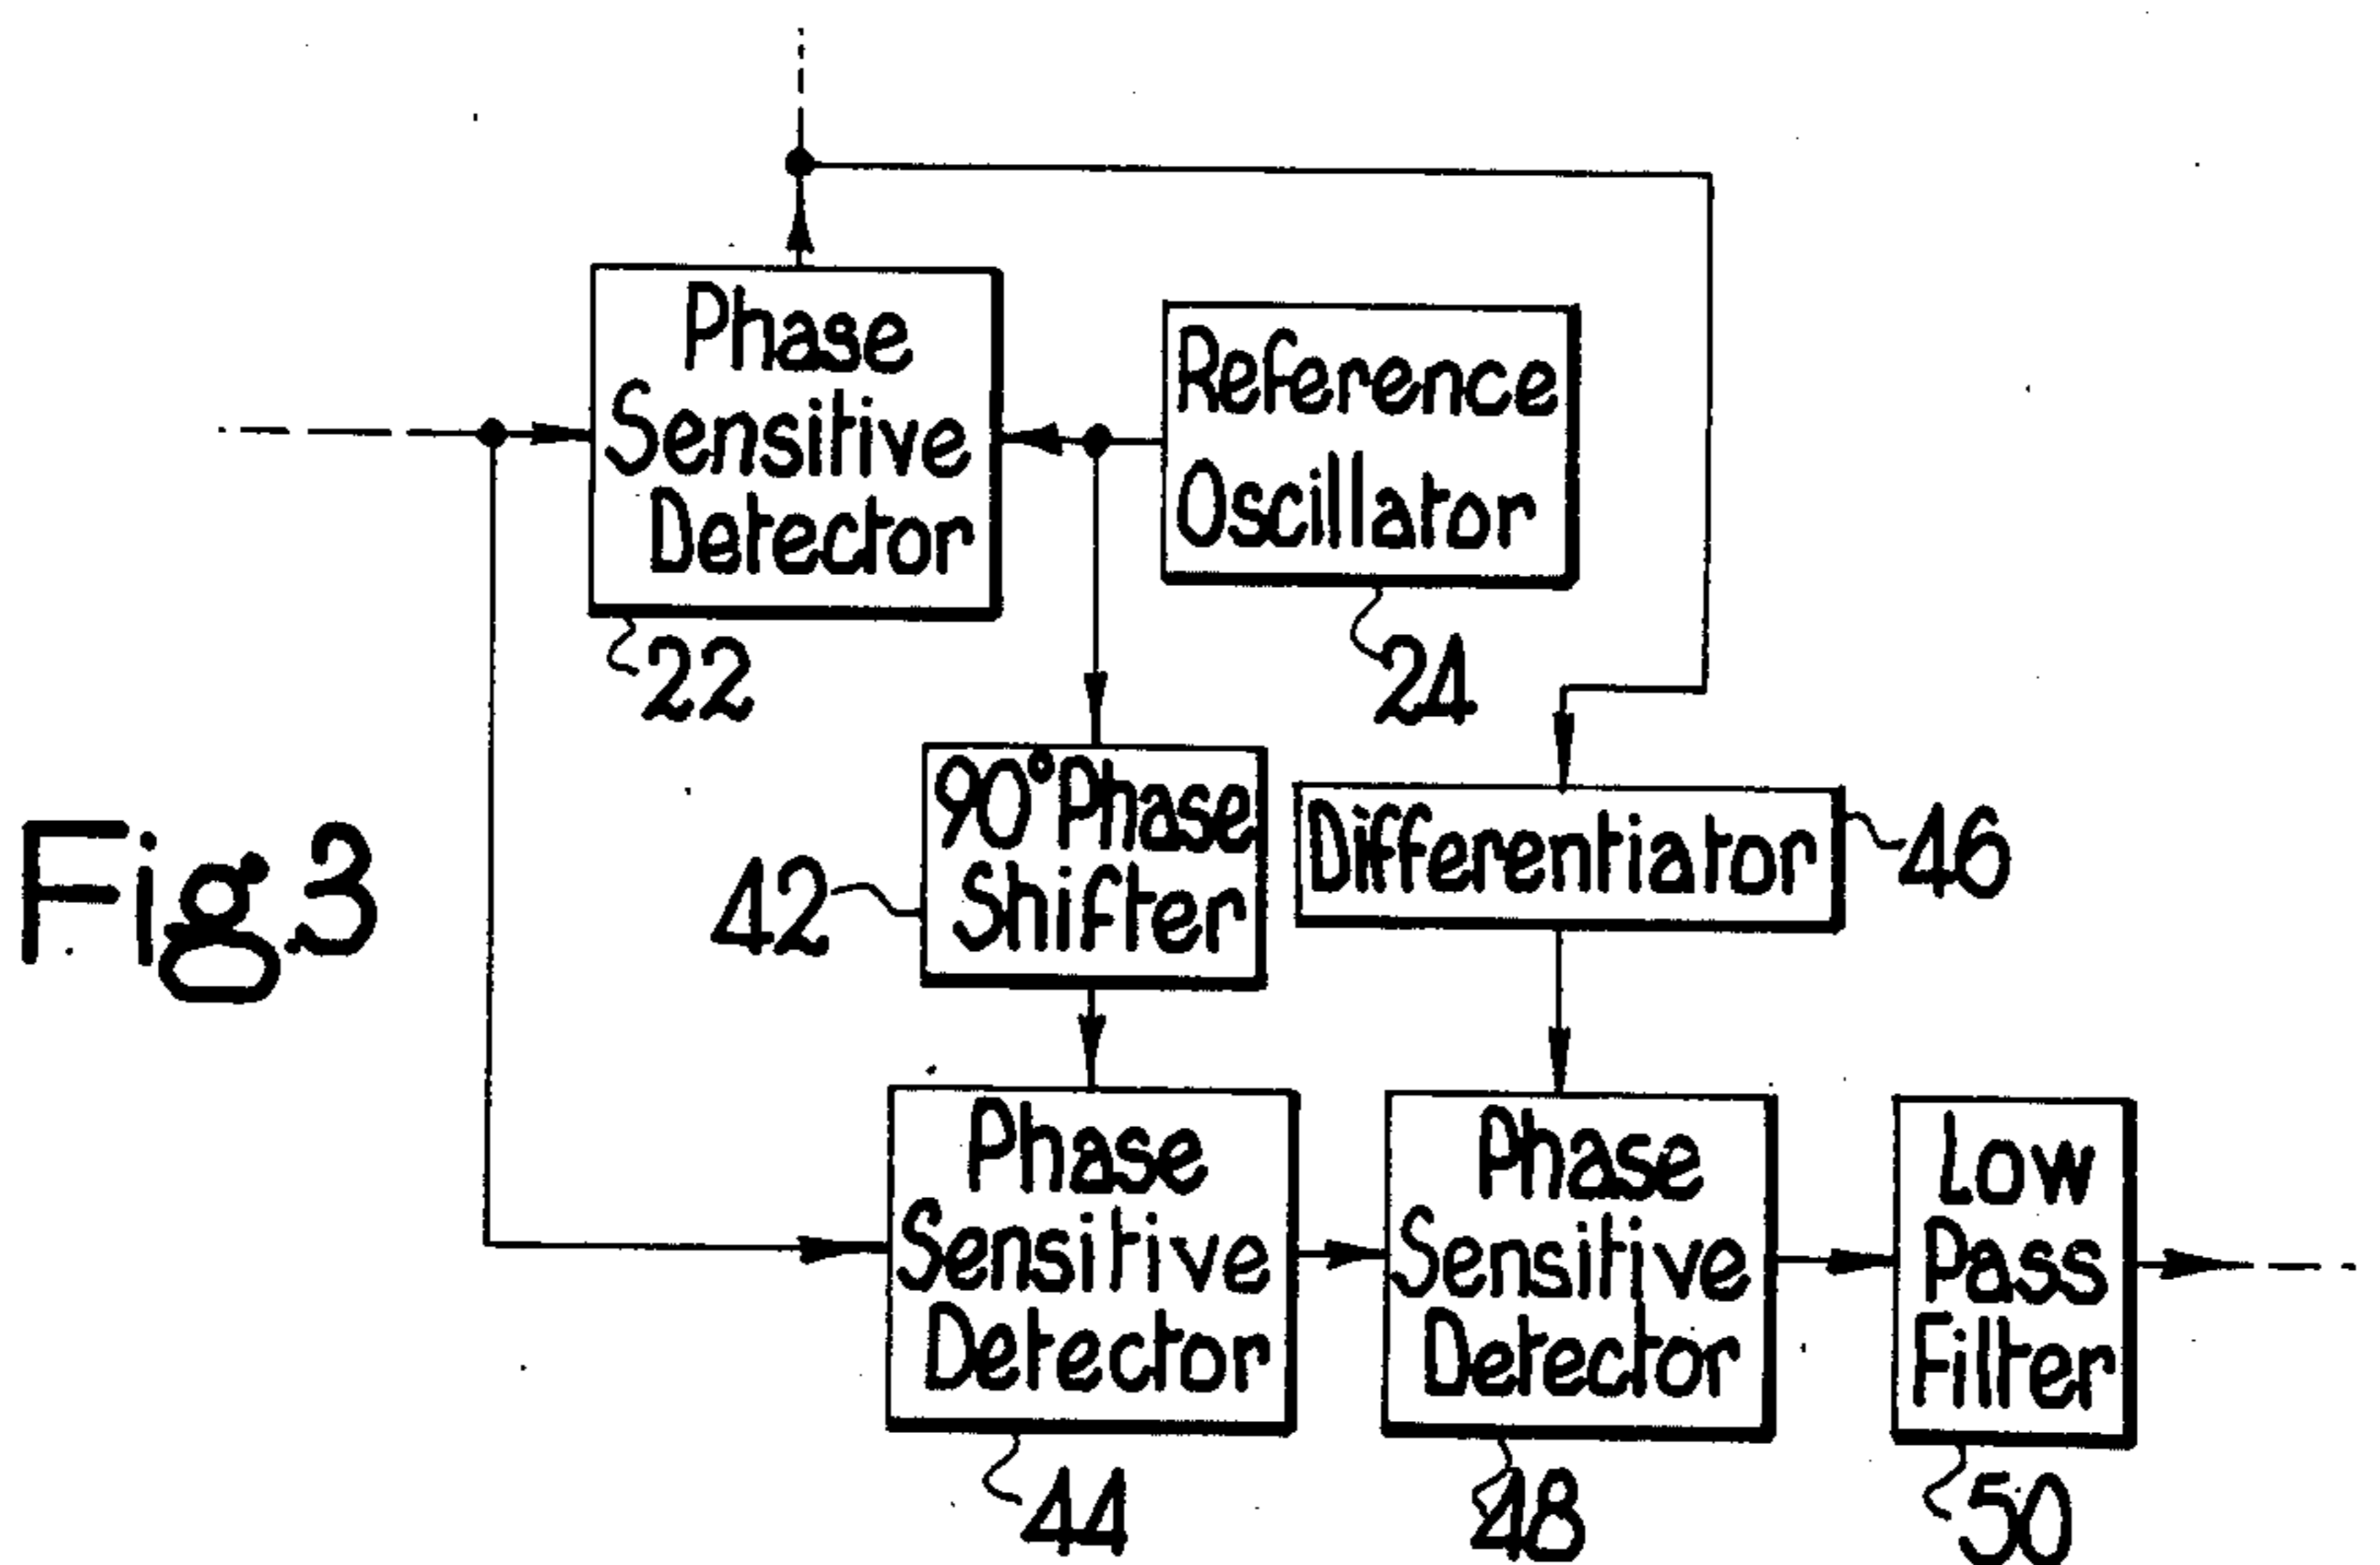 Phase
Sensitive
Detector
22
Reference
Oscillator
24
90° Phase
Shifter
42
Differentiator
46
Fig.3
Phase
Sensitive
Detector
44
Phase
Sensitive
Detector
48
Low
Pass
Filter
50